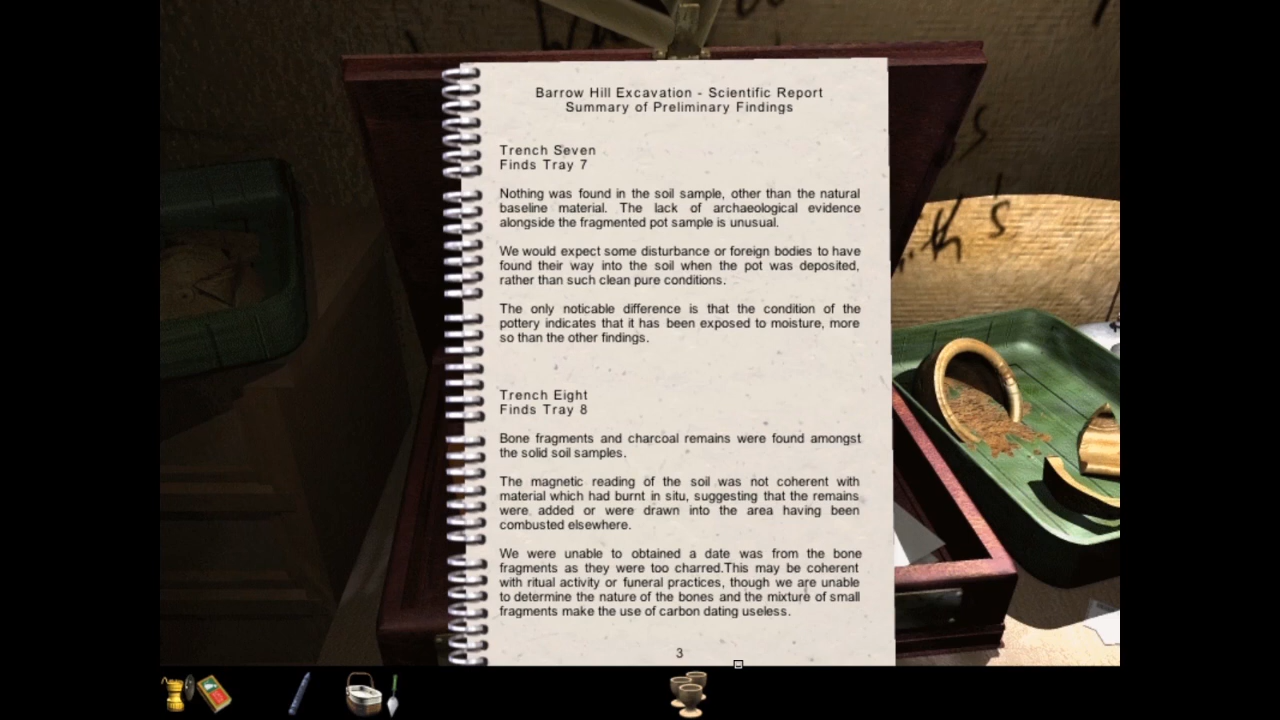 Barrow Hill Excavation - Scientific Report
Summary of Preliminary Findings
Trench Seven
Finds Tray 7
Nothing was found in the soil sample, other than the natural
baseline material. The lack of archaeological evidence
alongside the fragmented pot sample is unusual.
We would expect some disturbance or foreign bodies to have
found their way into the soil when the pot was deposited,
rather than such clean pure conditions.
The only noticable difference is that the condition of the
pottery indicates that it has been exposed to moisture, more
so than the other findings.
Trench Eight
Finds Tray 8
Bone fragments and charcoal remains were found amongst
the solid soil samples.
The magnetic reading of the soil was not coherent with
material which had burnt in situ, suggesting that the remains
were added or were drawn into the area having been
combusted elsewhere.
We were unable to obtained a date was from the bone
fragments as they were too charred.This may be coherent
with ritual activity or funeral practices, though we are unable
to determine the nature of the bones and the mixture of small
fragments make the use of carbon dating useless.
3